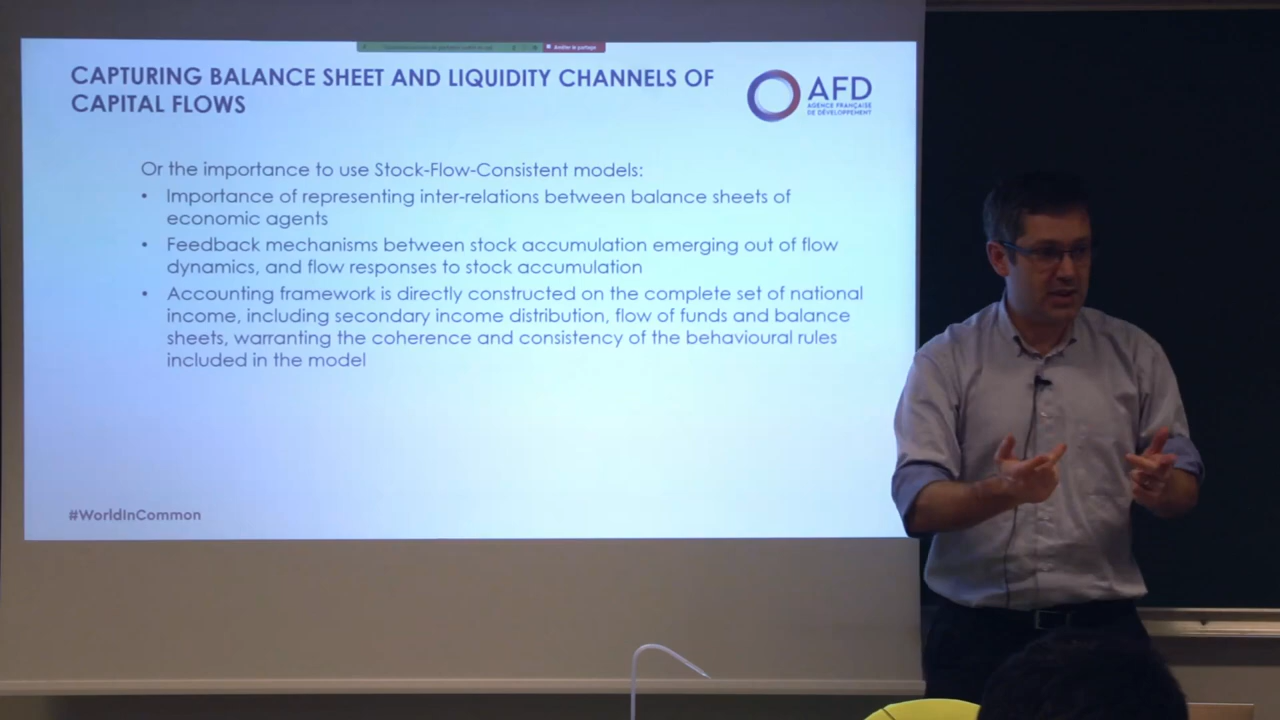 Arrêter le partage
CAPTURING BALANCE SHEET AND LIQUIDITY CHANNELS OF
CAPITAL FLOWS
AFD
AGENCE FRANÇAISE
DE DÉVELOPPEMENT
Or the importance to use Stock-Flow-Consistent models:
• Importance of representing inter-relations between balance sheets of
economic agents
• Feedback mechanisms between stock accumulation emerging out of flow
dynamics, and flow responses to stock accumulation
• Accounting framework is directly constructed on the complete set of national
income, including secondary income distribution, flow of funds and balance
sheets, warranting the coherence and consistency of the behavioural rules
included in the model
#WorldInCommon